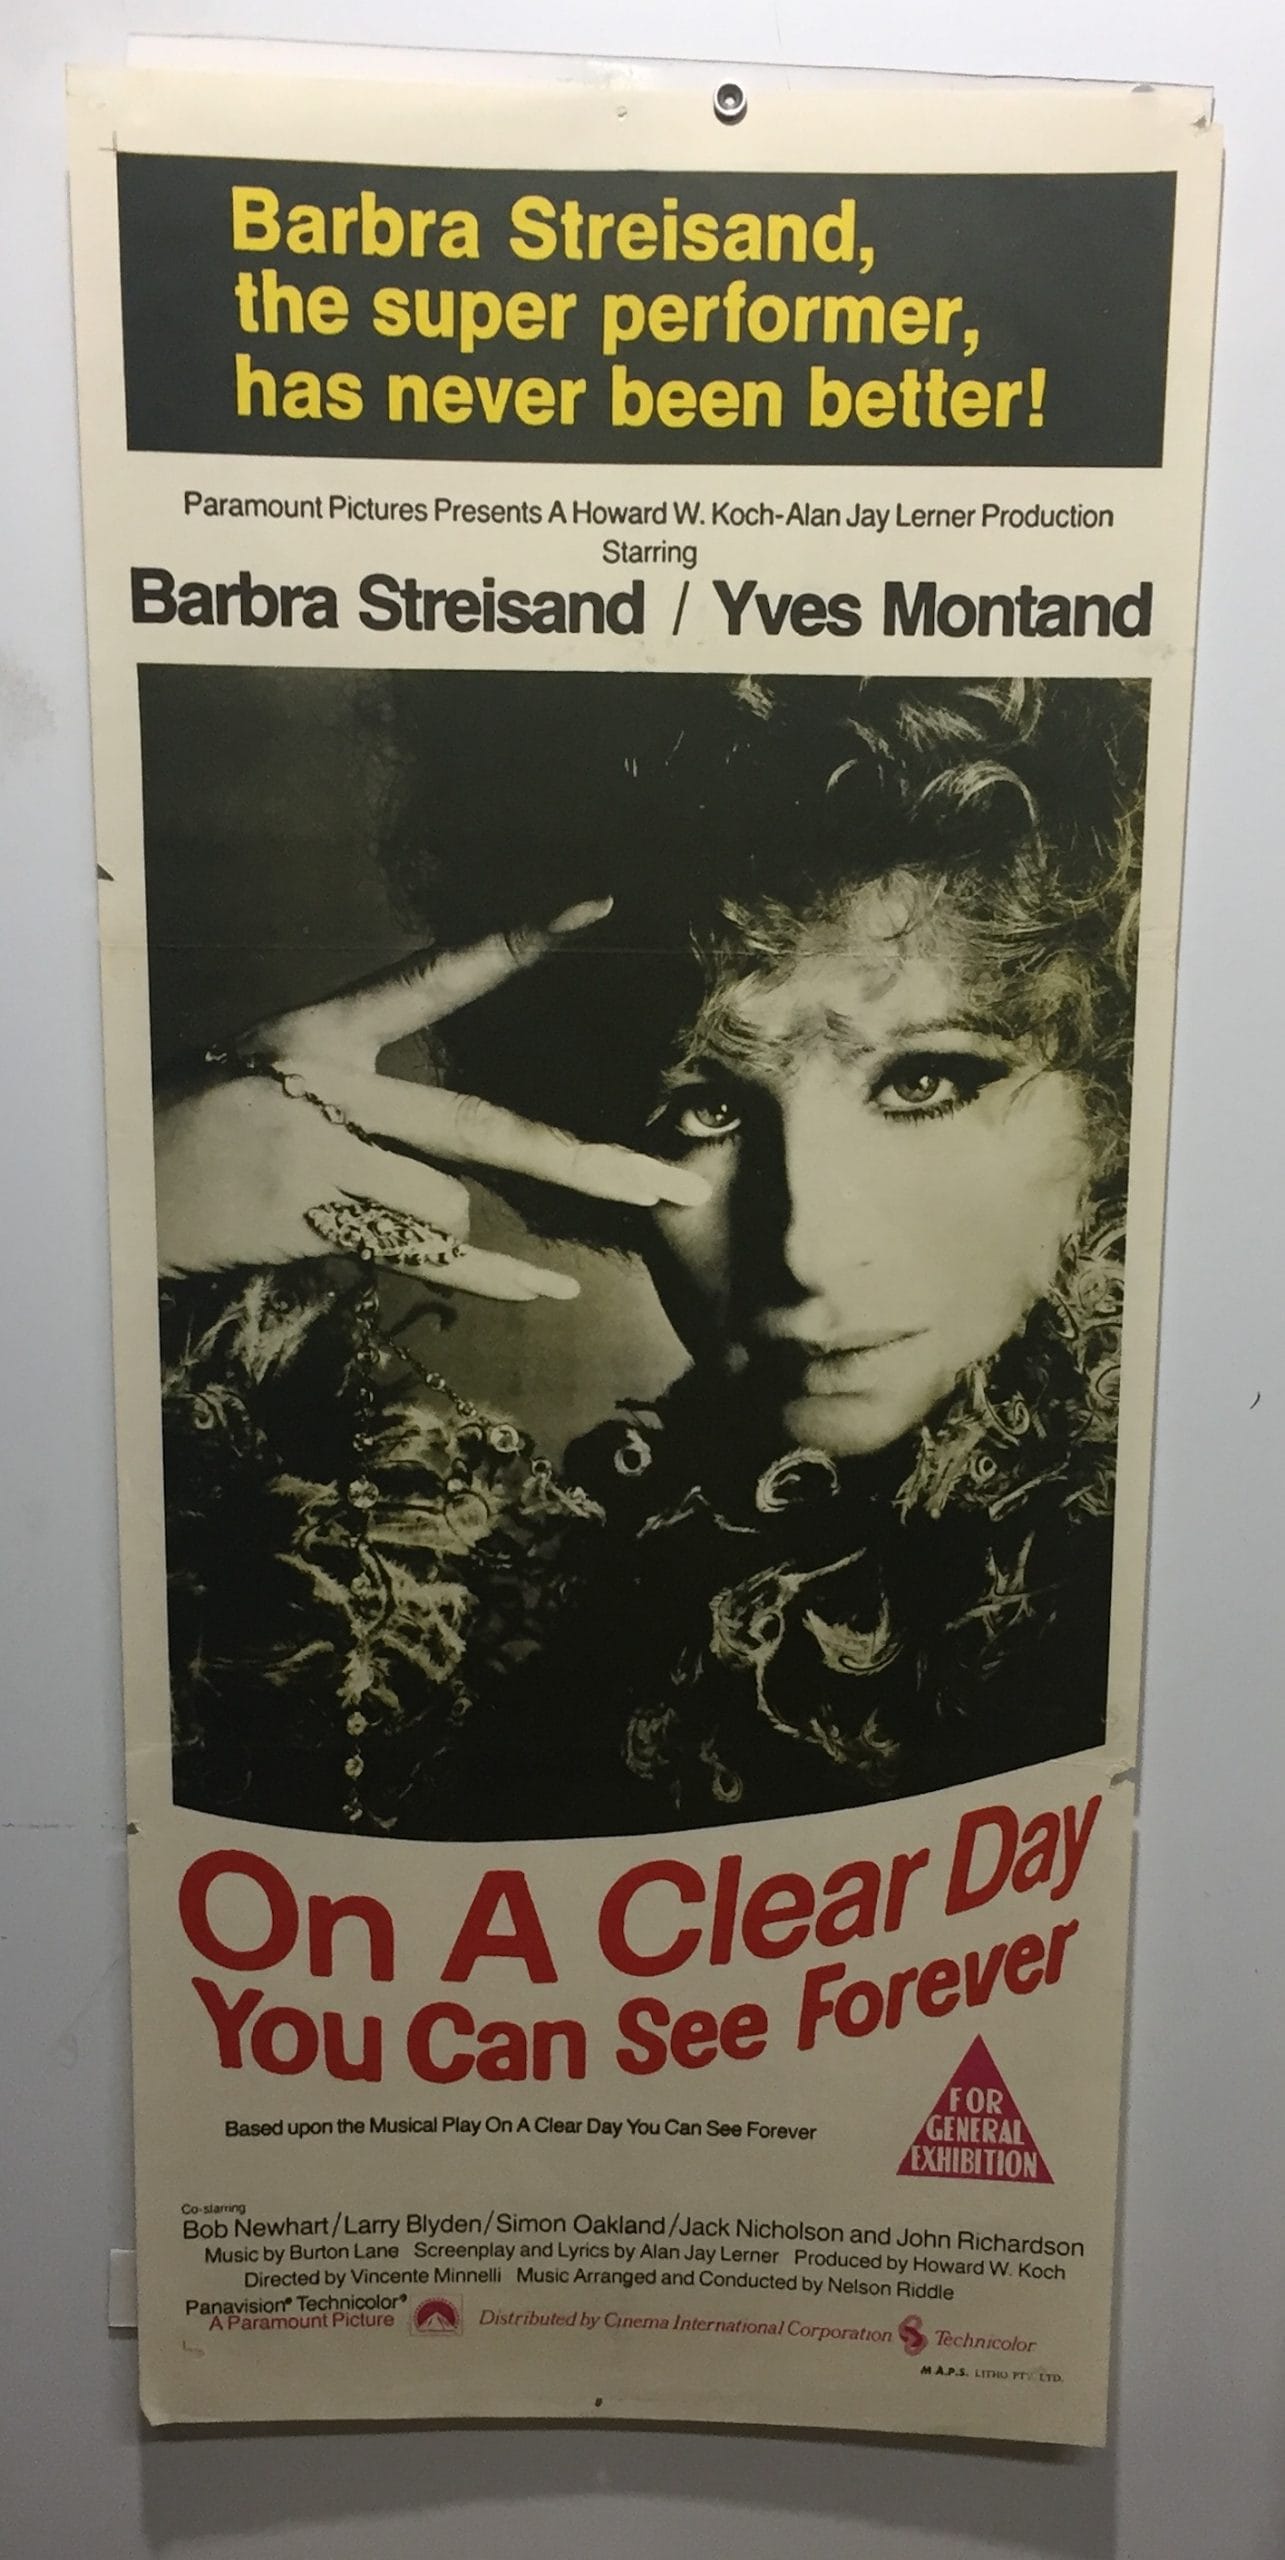 Barbra Streisand,
the super performer,
has never been better!
Paramount Pictures Presents A Howard W. Koch-Alan Jay Lerner Production
Starring
Barbra Streisand / Yves Montand
On A Clear Day
You Can See Forever
Based upon the Musical Play On A Clear Day You Can See Forever
FOR
GENERAL
EXHIBITION
Co-starring
Bob Newhart/Larry Blyden/Simon Oakland/Jack Nicholson and John Richardson
Music by Burton Lane Screenplay and Lyrics by Alan Jay Lerner Produced by Howard W. Koch
Directed by Vincente Minnelli Music Arranged and Conducted by Nelson Riddle
Panavision® Technicolor®
A Paramount Picture
Distributed by Cinema International Corporation Technicolor
M.A.P.S. LITHO PTY. LTD.